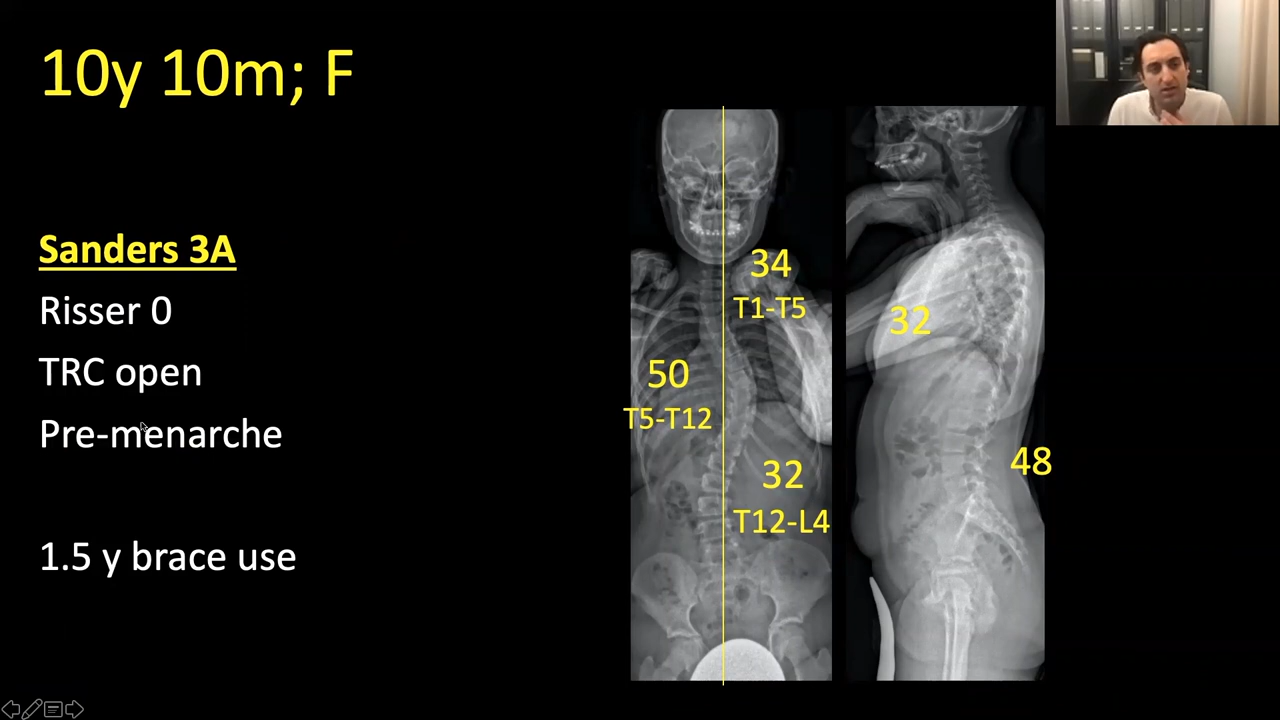 10y 10m; F
Sanders 3A
Risser 0
TRC open
Pre-menarche
1.5 y brace use
34
T1-T5
50
T5-T12
32
T12-L4
32
48